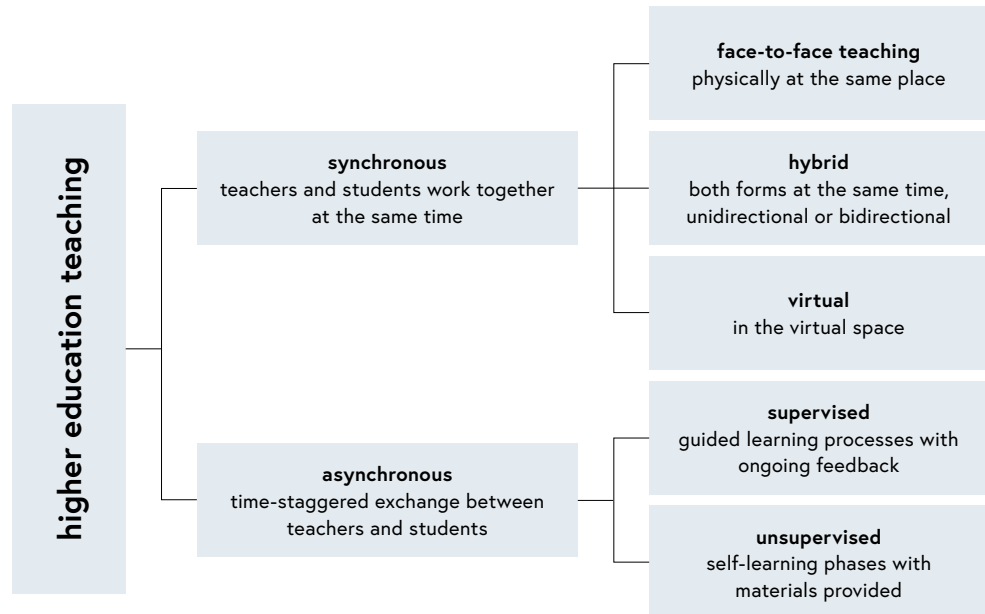 higher education teaching
synchronous
teachers and students work together
at the same time
face-to-face teaching
physically at the same place
hybrid
both forms at the same time,
unidirectional or bidirectional
virtual
in the virtual space
asynchronous
time-staggered exchange between
teachers and students
supervised
guided learning processes with
ongoing feedback
unsupervised
self-learning phases with
materials provided